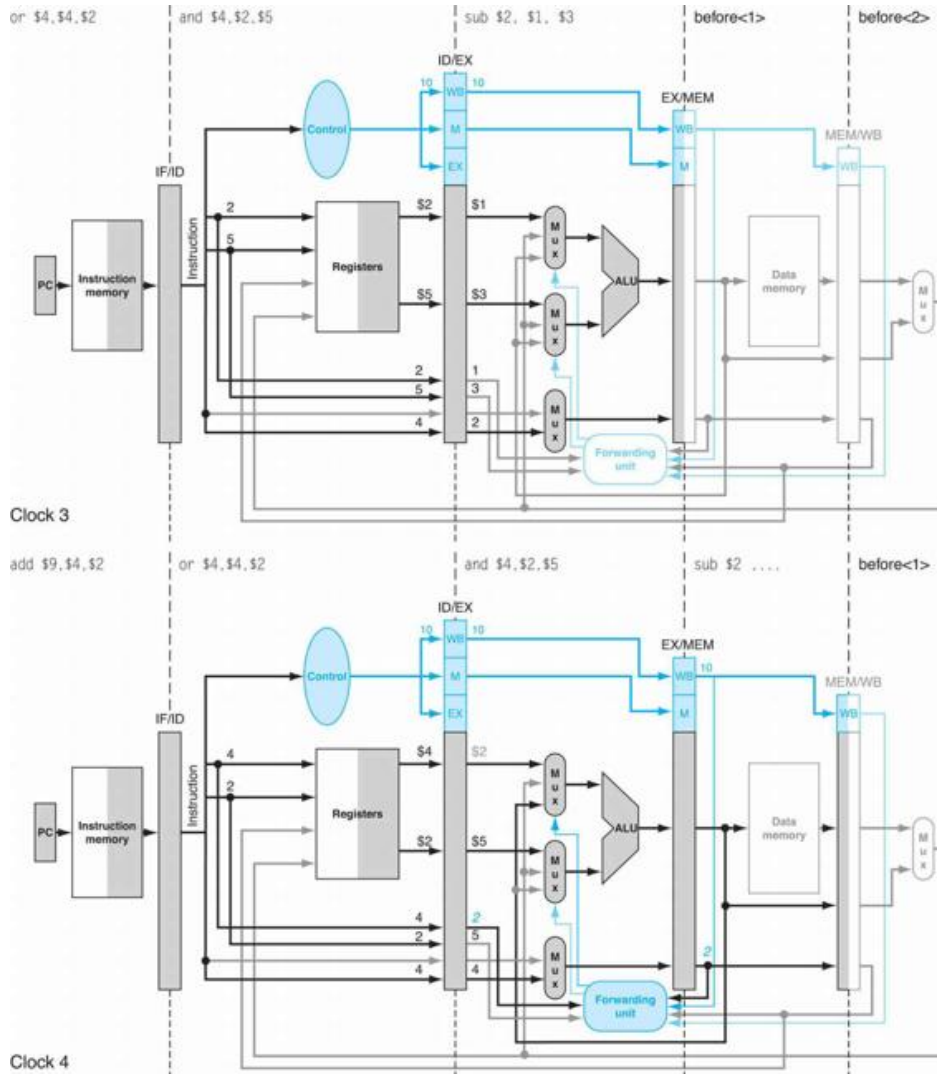 or $4,$4,$2
and $4,$2,$5
sub $2, $1, $3
before<1>
before<2>
ID/EX
10
WB
10
EX/MEM
Control
M
WB
MEM/WB
IF/ID
EX
M
WB
Instruction
2
$2
$1
5
Mux
PC
Instruction memory
Registers
ALU
Data memory
Mux
$5
$3
Mux
2
1
5
3
Mux
4
2
Forwarding unit
Clock 3
add $9,$4,$2
or $4,$4,$2
and $4,$2,$5
sub $2 ....
before<1>
ID/EX
10
WB
10
EX/MEM
Control
M
WB
10
MEM/WB
IF/ID
EX
M
WB
Instruction
4
$4
$2
2
Mux
PC
Instruction memory
Registers
ALU
Data memory
Mux
$2
$5
Mux
4
2
2
5
Mux
2
4
4
Forwarding unit
Clock 4